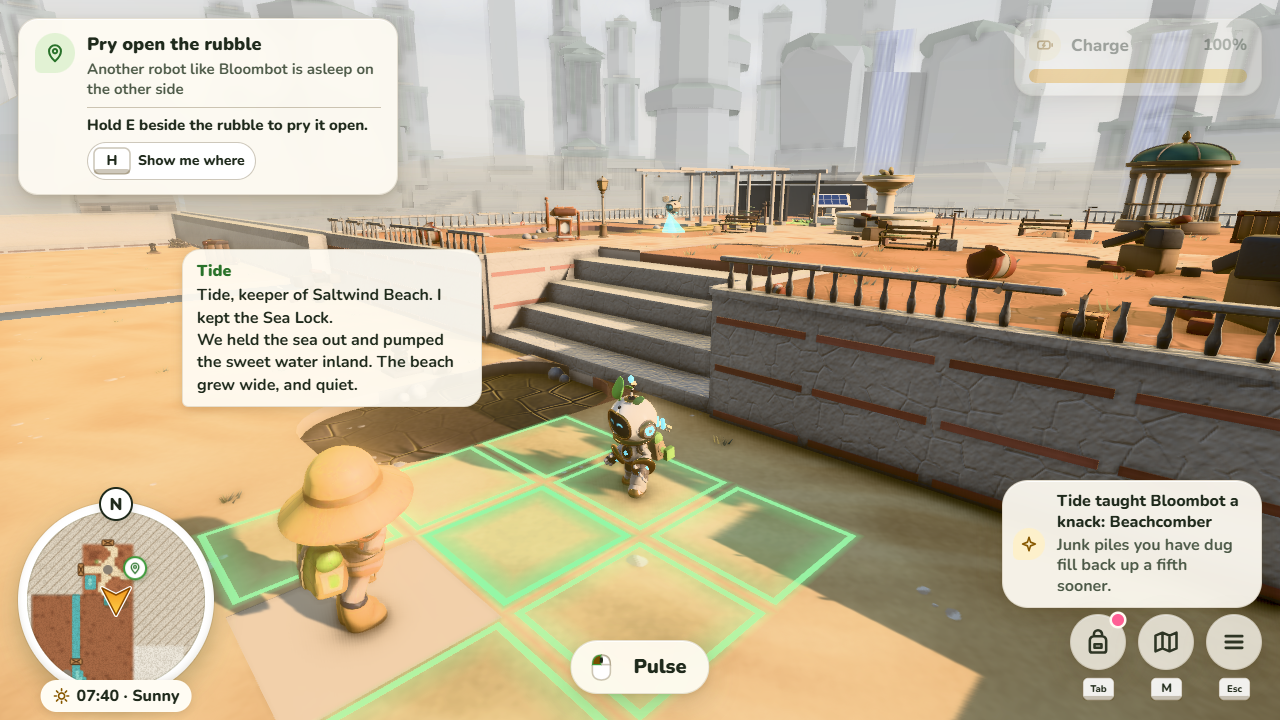 Pry open the rubble
Another robot like Bloombot is asleep on
the other side
Hold E beside the rubble to pry it open.
H Show me where
Charge 100%
Tide
Tide, keeper of Saltwind Beach. I
kept the Sea Lock.
We held the sea out and pumped
the sweet water inland. The beach
grew wide, and quiet.
N
07:40 · Sunny
Pulse
Tide taught Bloombot a
knack: Beachcomber
Junk piles you have dug
fill back up a fifth
sooner.
Tab M Esc